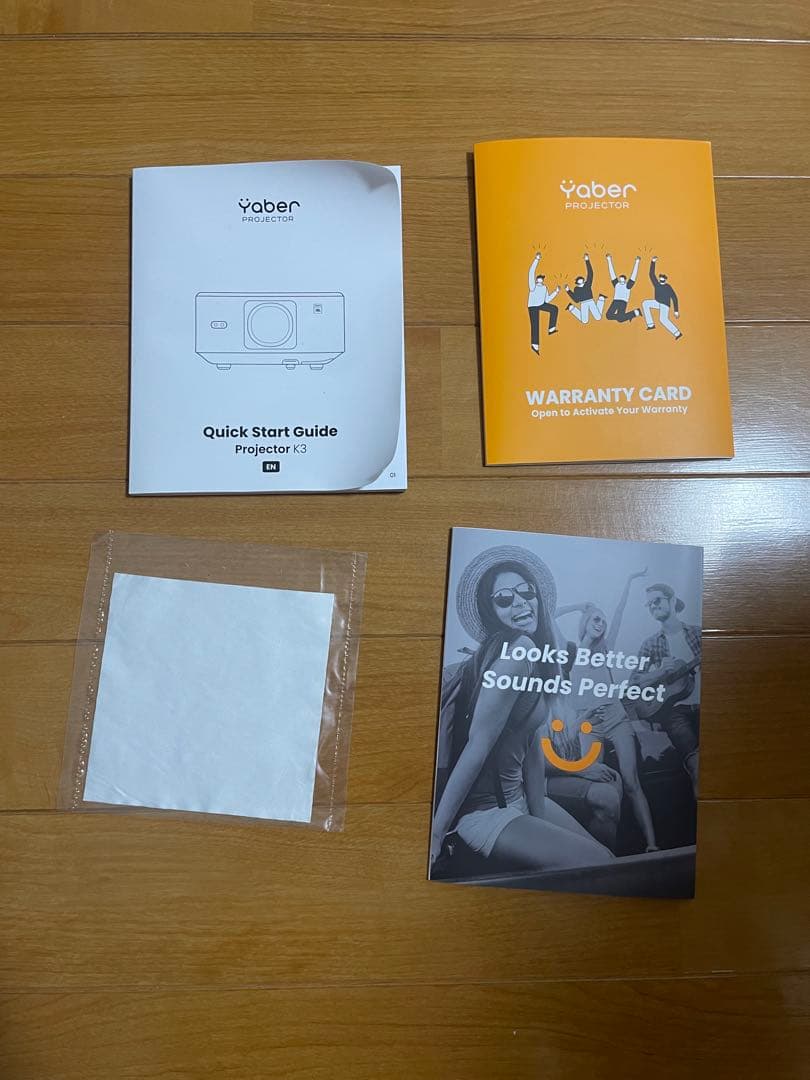 Yaber
PROJECTOR
Quick Start Guide
Projector K3
EN
01
Yaber
PROJECTOR
WARRANTY CARD
Open to Activate Your Warranty
Looks Better
Sounds Perfect